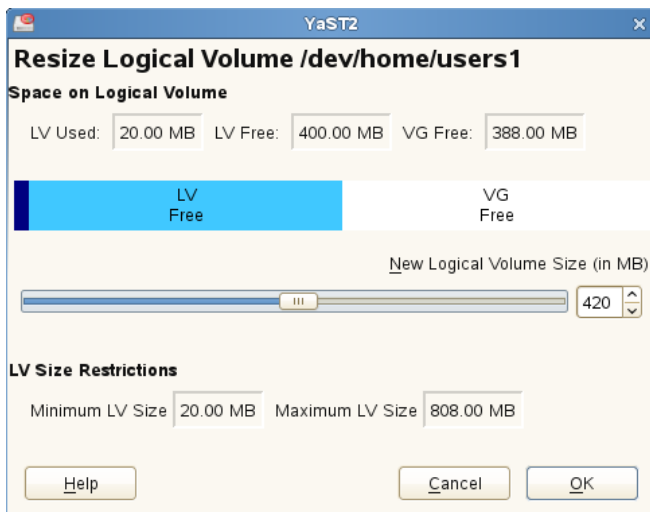 YaST2
Resize Logical Volume /dev/home/users1
Space on Logical Volume
LV Used: 20.00 MB LV Free: 400.00 MB VG Free: 388.00 MB
LV VG
Free Free
New Logical Volume Size (in MB)
420
LV Size Restrictions
Minimum LV Size 20.00 MB Maximum LV Size 808.00 MB
Help Cancel OK